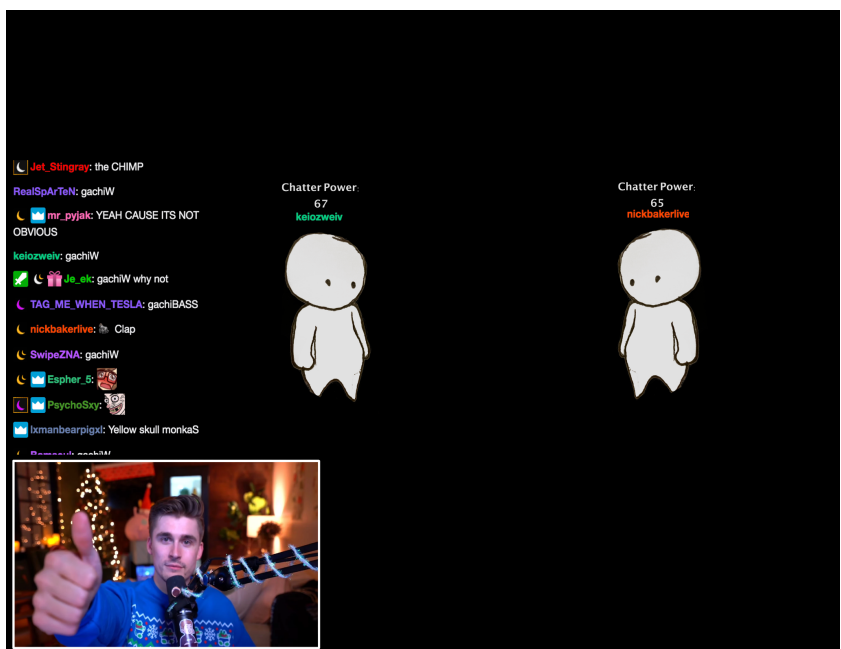 Jet_Stingray: the CHIMP
RealSpArTeN: gachiW
mr_pyjak: YEAH CAUSE ITS NOT
OBVIOUS
keiozweiv: gachiW
Je_ek: gachiW why not
TAG_ME_WHEN_TESLA: gachiBASS
nickbakerlive: Clap
SwipeZNA: gachiW
Espher_5:
PsychoSxy:
lxmanbearpigxl: Yellow skull monkaS
Chatter Power:
67
keiozweiv
Chatter Power:
65
nickbakerlive